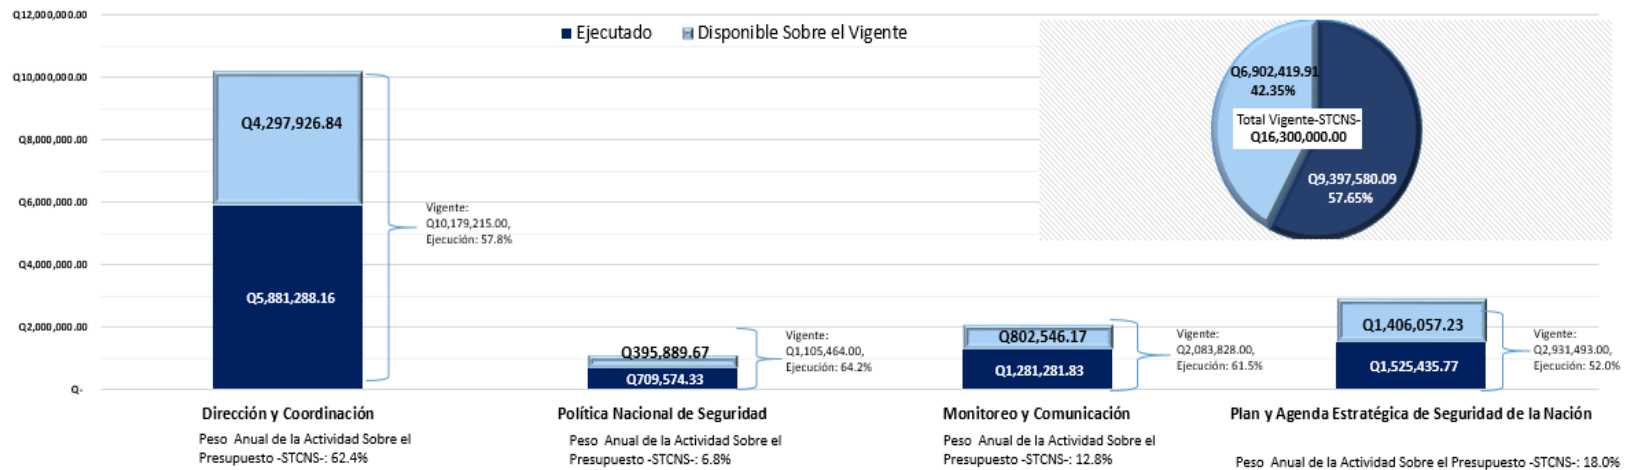 Q12,000,000.00
Q10,000,000.00
Q8,000,000.00
Q6,000,000.00
Q4,000,000.00
Q2,000,000.00
Q-
Ejecutado
Disponible Sobre el Vigente
Q4,297,926.84
Q5,881,288.16
Vigente:
Q10,179,215.00,
Ejecución: 57.8%
Q395,889.67
Q709,574.33
Vigente:
Q1,105,464.00,
Ejecución: 64.2%
Q802,546.17
Q1,281,281.83
Vigente:
Q2,083,828.00,
Ejecución: 61.5%
Q1,406,057.23
Q1,525,435.77
Vigente:
Q2,931,493.00,
Ejecución: 52.0%
Q6,902,419.91
42.35%
Total Vigente-STCNS-
Q16,300,000.00
Q9,397,580.09
57.65%
Dirección y Coordinación
Peso Anual de la Actividad Sobre el
Presupuesto -STCNS-: 62.4%
Política Nacional de Seguridad
Peso Anual de la Actividad Sobre el
Presupuesto -STCNS-: 6.8%
Monitoreo y Comunicación
Peso Anual de la Actividad Sobre el
Presupuesto -STCNS-: 12.8%
Plan y Agenda Estratégica de Seguridad de la Nación
Peso Anual de la Actividad Sobre el Presupuesto -STCNS-: 18.0%